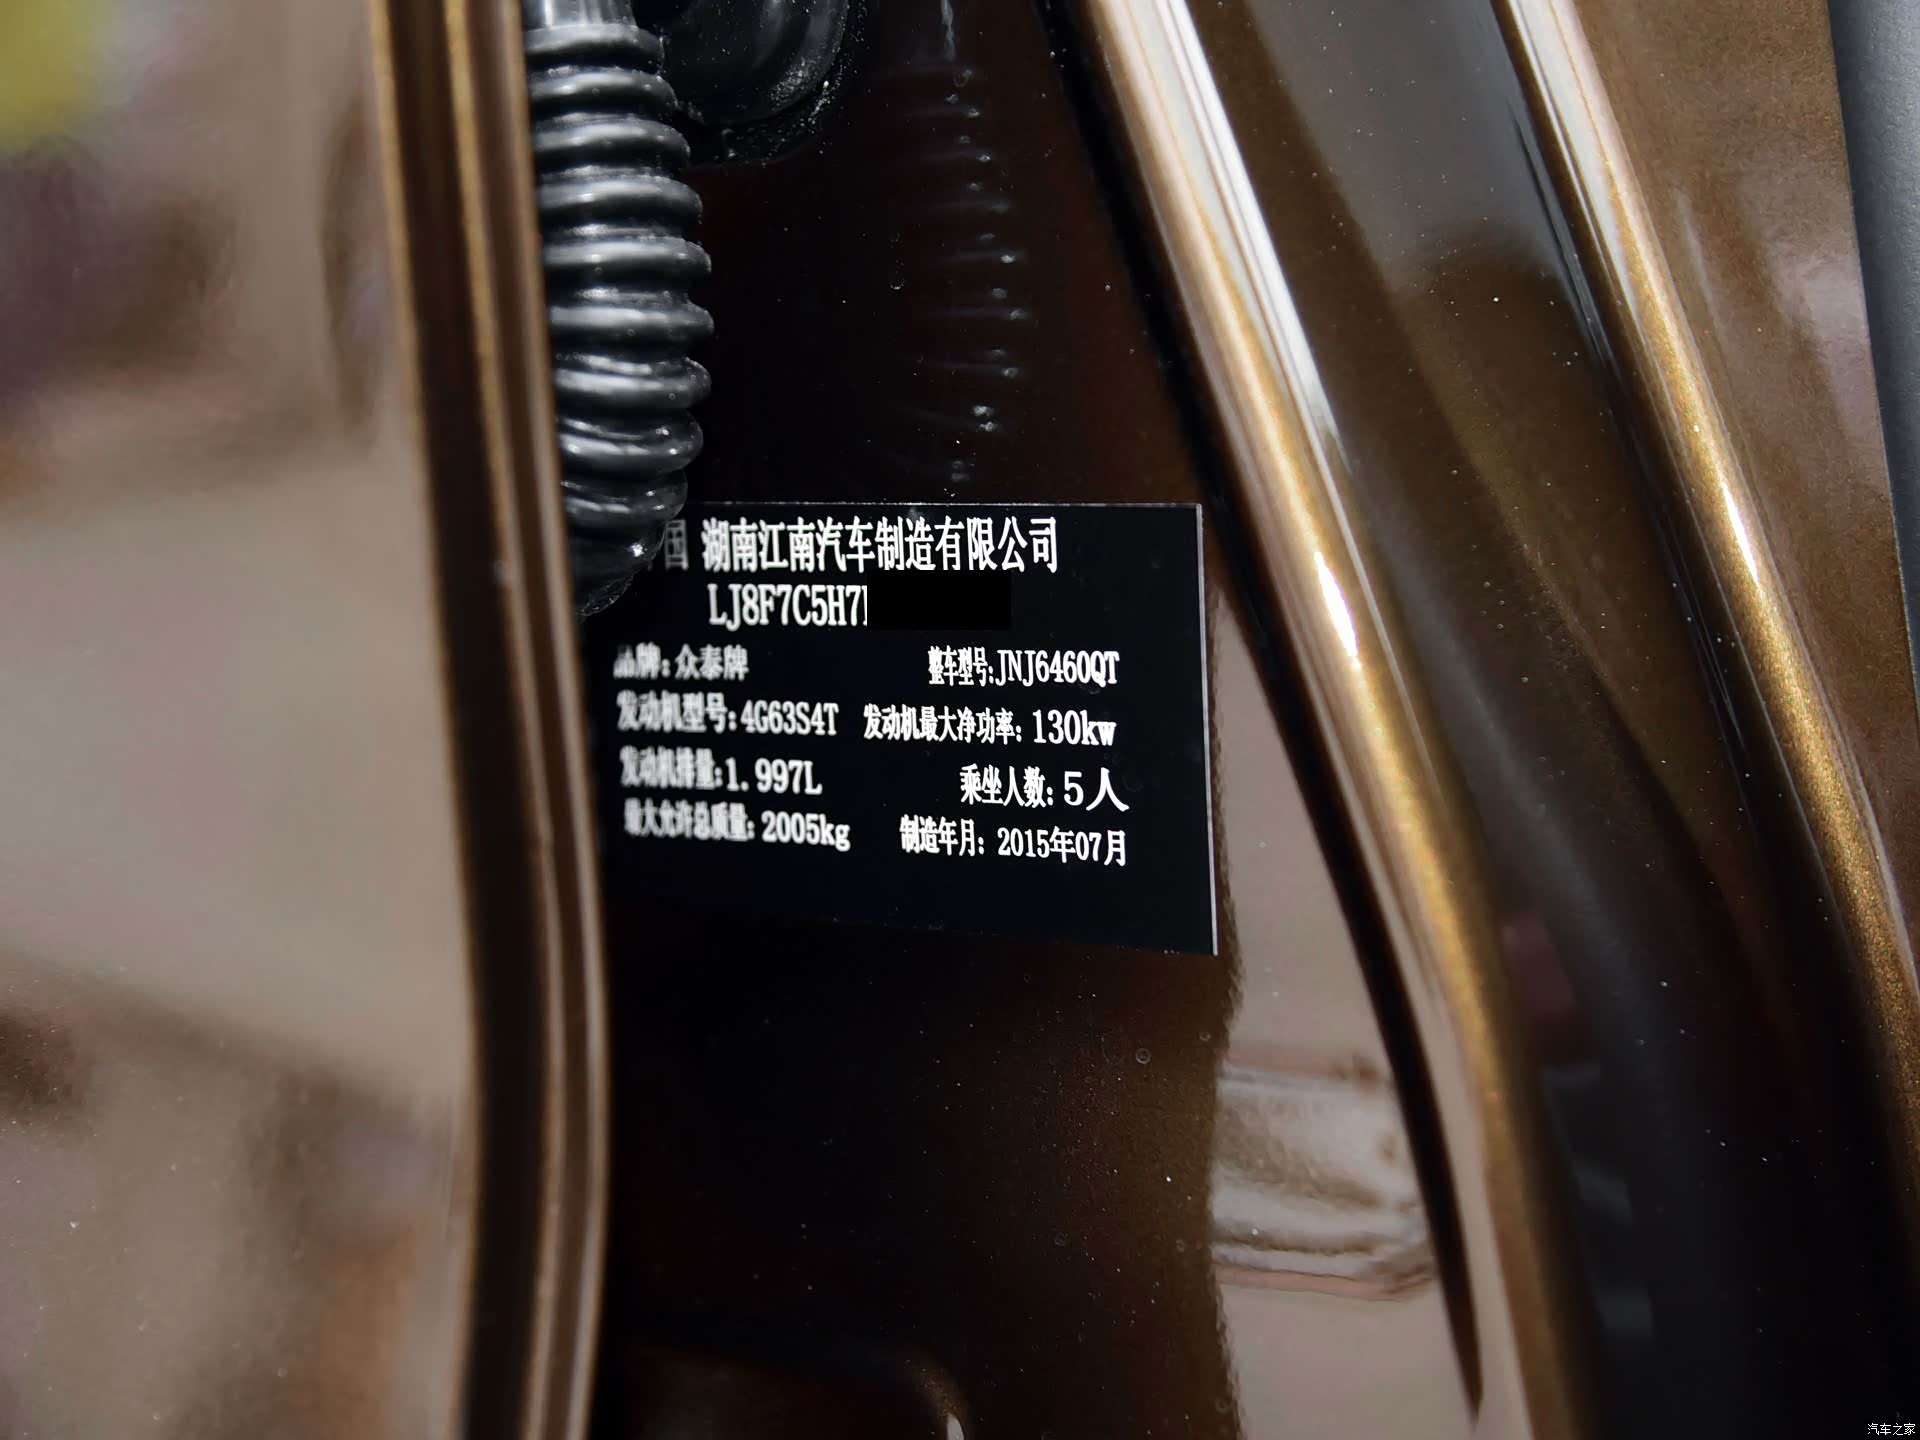 国 湖南江南汽车制造有限公司
LJ8F7C5H7
品牌:众泰牌 整车型号:JNJ6460QT
发动机型号:4G63S4T 发动机最大净功率:130kw
发动机排量:1.997L 乘坐人数:5人
最大允许总质量:2005kg 制造年月:2015年07月
汽车之家